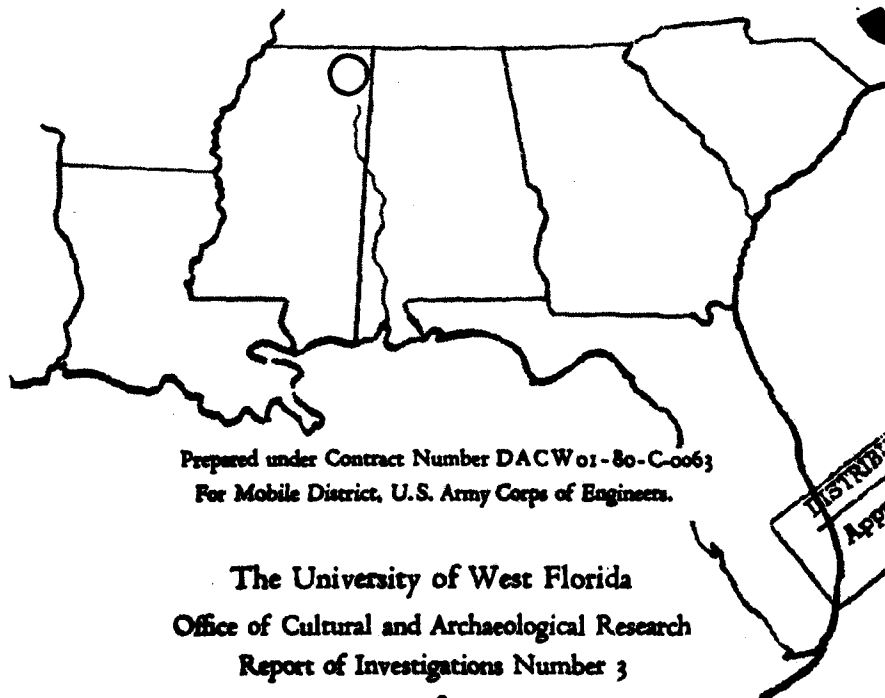 Prepared under Contract Number DACW01-80-C-0063
For Mobile District, U.S. Army Corps of Engineers.
The University of West Florida
Office of Cultural and Archaeological Research
Report of Investigations Number 3